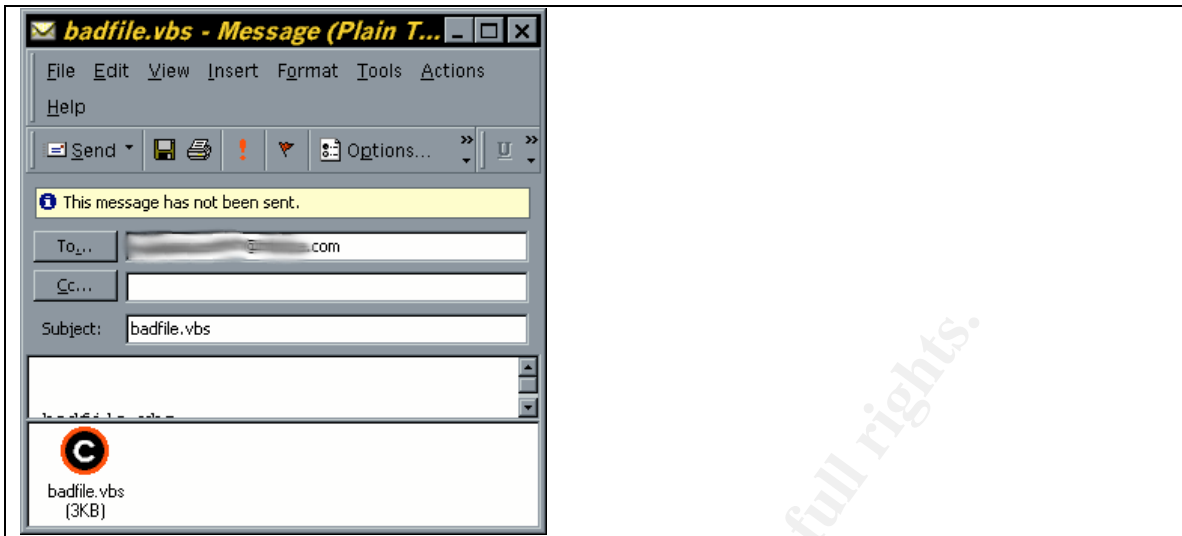 badfile.vbs - Message (Plain T...
File Edit View Insert Format Tools Actions
Help
Send Options... » U »
This message has not been sent.
To... .com
Cc...
Subject: badfile.vbs
C
badfile.vbs
(3KB)
full rights.